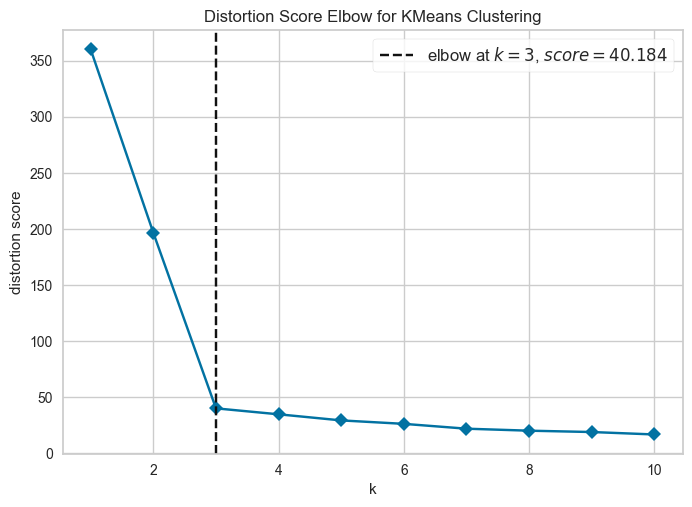 Distortion Score Elbow for KMeans Clustering
elbow at k = 3, score = 40.184
350
300
250
200
150
100
50
0
distortion score
2 4 6 8 10
k